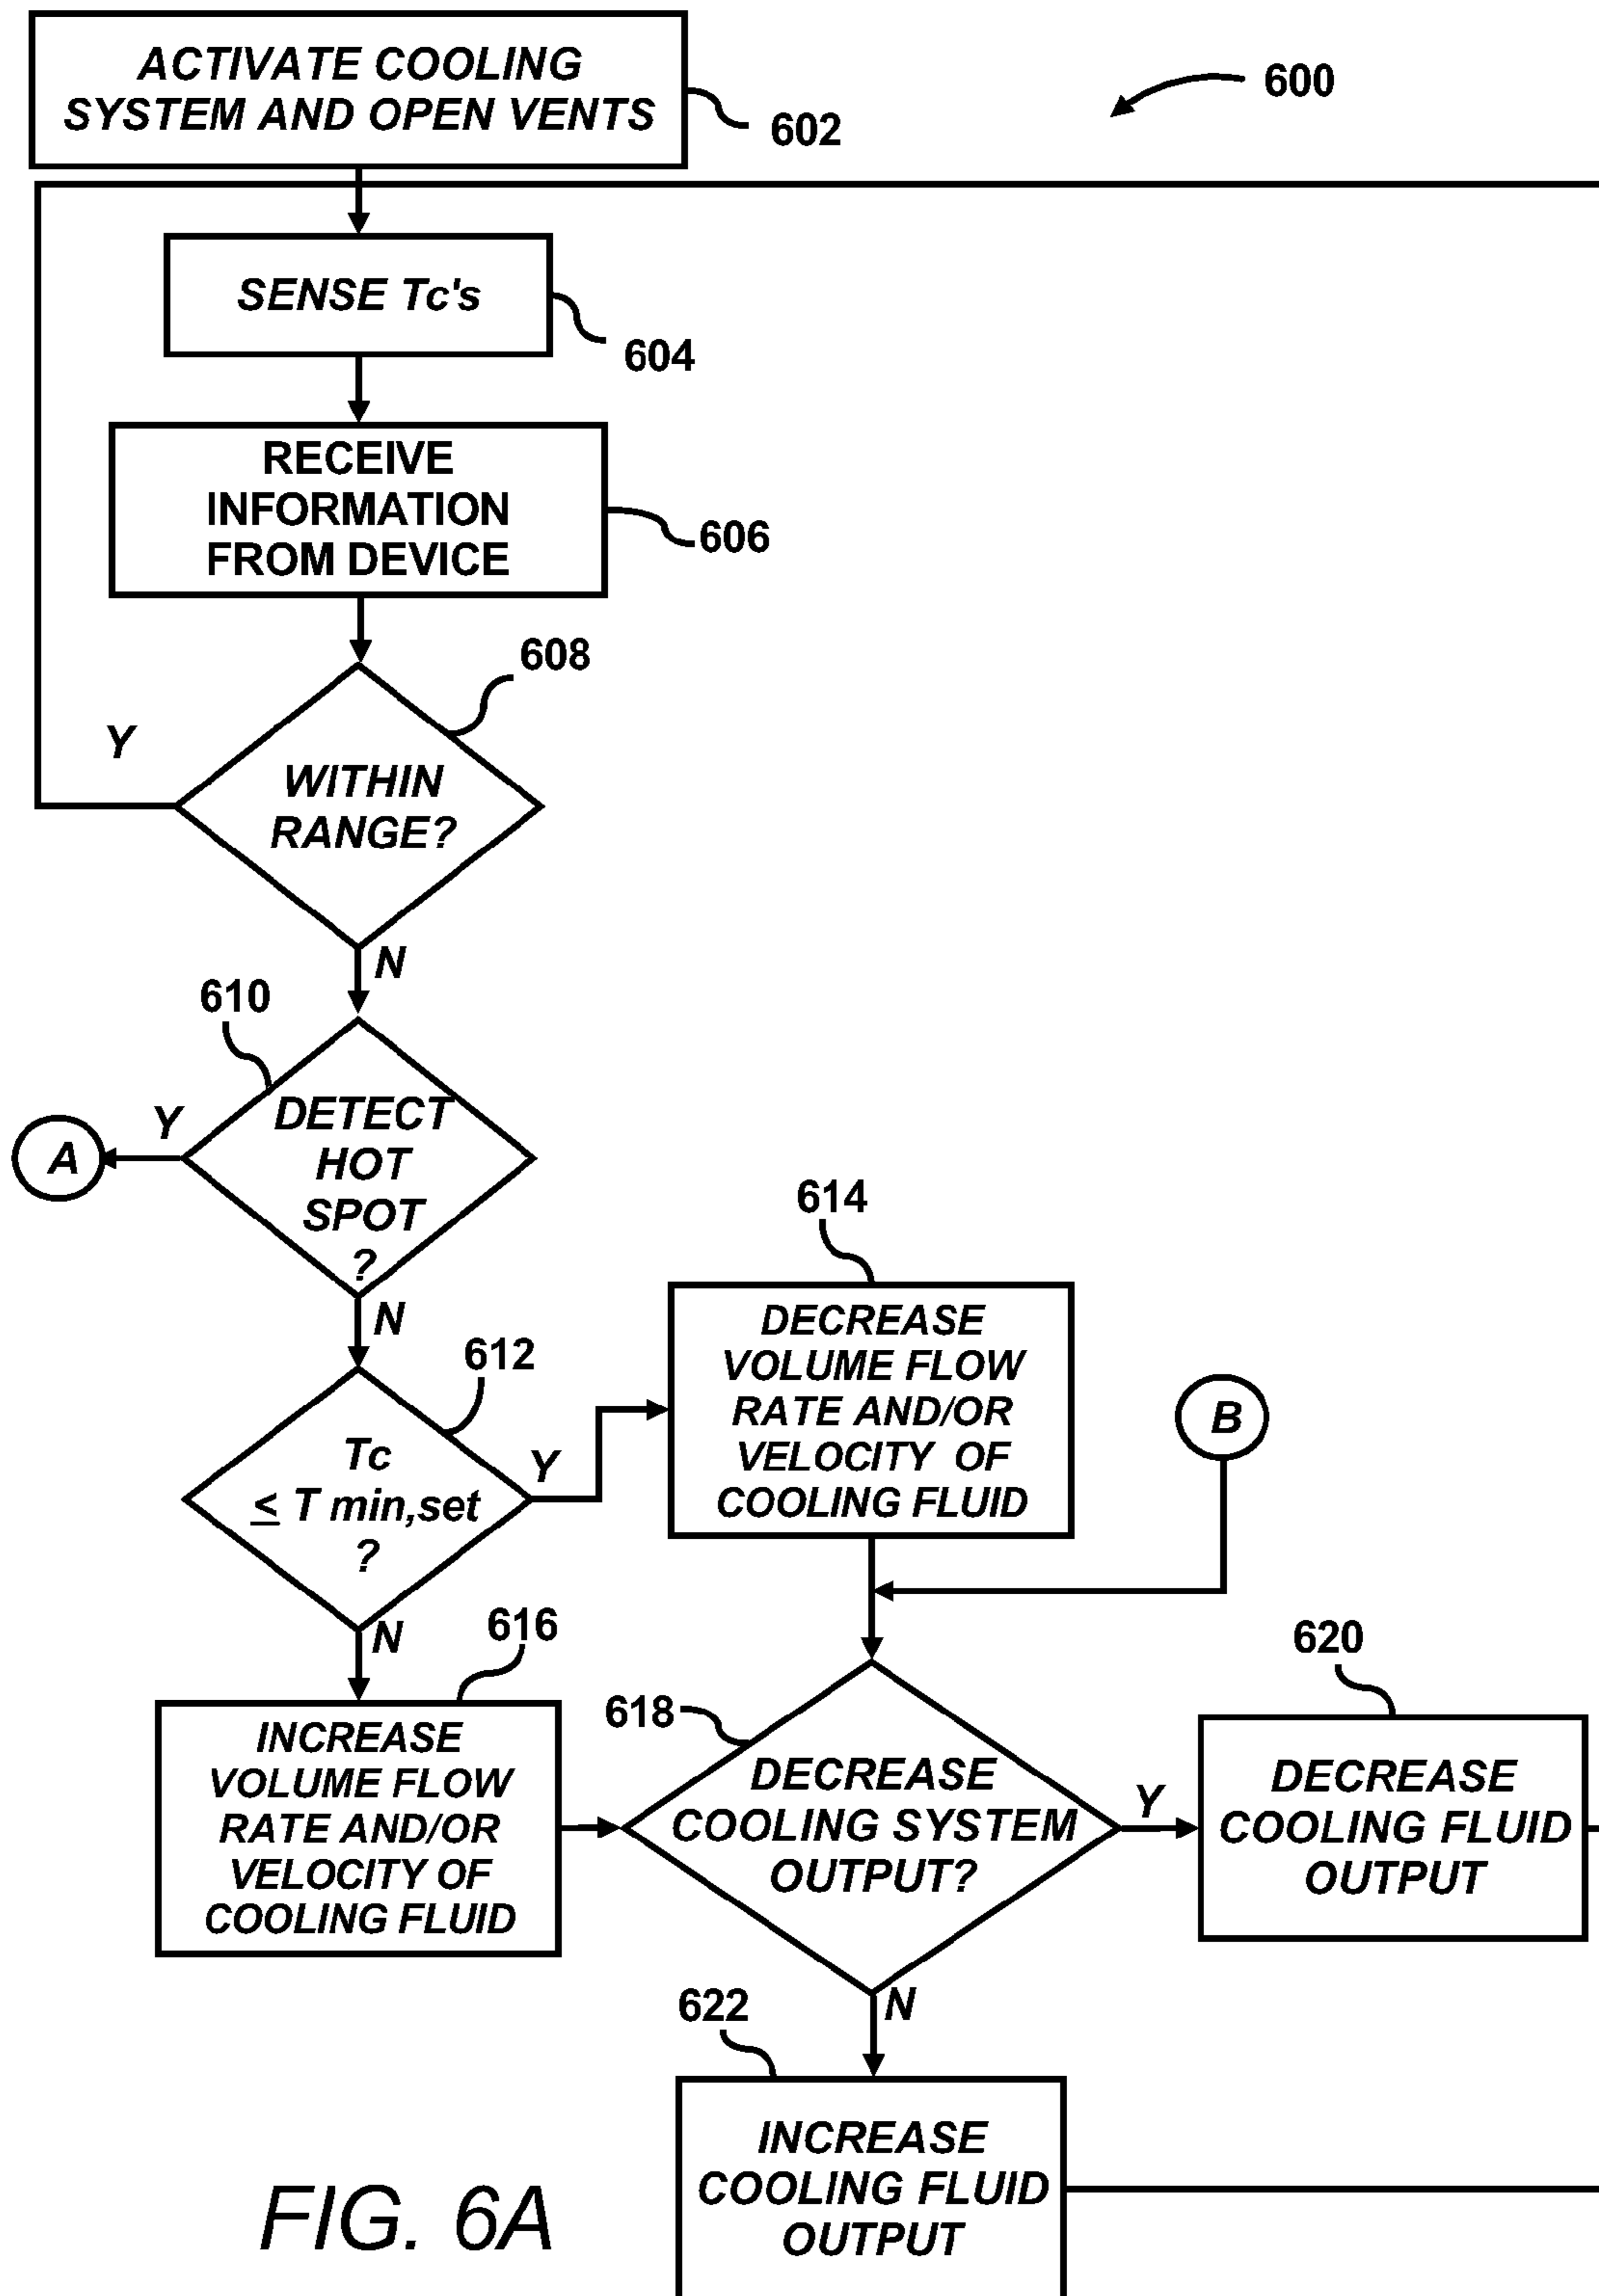 ACTIVATE COOLING
SYSTEM AND OPEN VENTS
602
600
SENSE Tc's
604
RECEIVE
INFORMATION
FROM DEVICE
606
608
Y
WITHIN
RANGE?
N
610
Y
A
DETECT
HOT
SPOT
?
N
612
Tc
≤ T min,set
?
Y
N
614
DECREASE
VOLUME FLOW
RATE AND/OR
VELOCITY OF
COOLING FLUID
B
616
INCREASE
VOLUME FLOW
RATE AND/OR
VELOCITY OF
COOLING FLUID
618
DECREASE
COOLING SYSTEM
OUTPUT?
Y
N
620
DECREASE
COOLING FLUID
OUTPUT
622
INCREASE
COOLING FLUID
OUTPUT
FIG. 6A